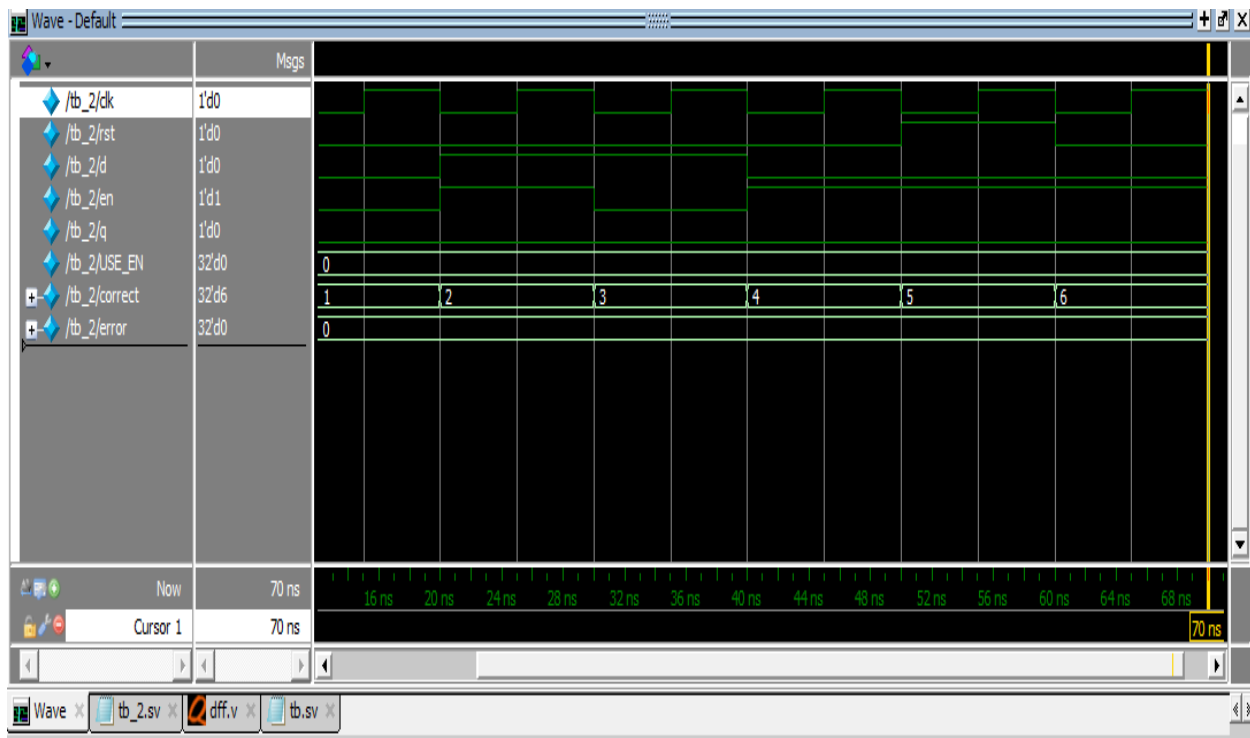 Wave - Default
Msgs
/tb_2/clk 1'd0
/tb_2/rst 1'd0
/tb_2/d 1'd0
/tb_2/en 1'd1
/tb_2/q 1'd0
/tb_2/USE_EN 32'd0 0
/tb_2/correct 32'd6 1 2 3 4 5 6
/tb_2/error 32'd0 0
Now 70 ns 16 ns 20 ns 24 ns 28 ns 32 ns 36 ns 40 ns 44 ns 48 ns 52 ns 56 ns 60 ns 64 ns 68 ns
Cursor 1 70 ns 70 ns
Wave tb_2.sv dff.v tb.sv